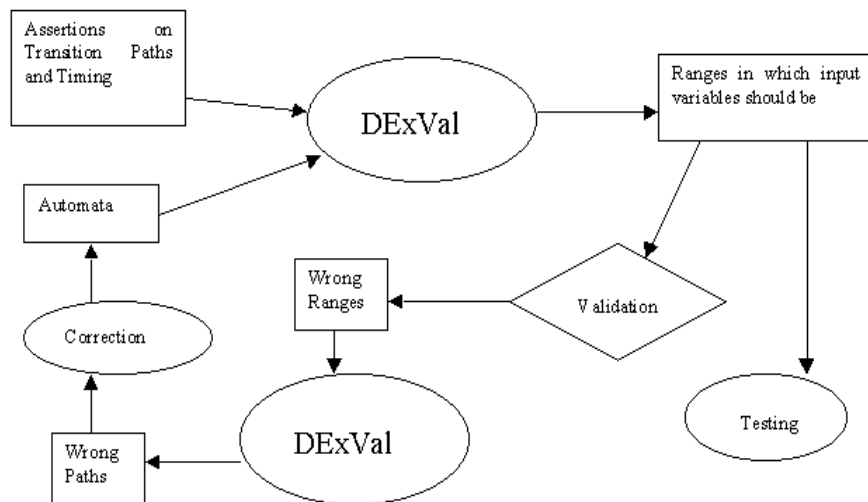 Assertions on
Transition Paths
and Timing
DExVal
Ranges in which input
variables should be
Automata
Wrong
Ranges
Validation
Correction
DExVal
Testing
Wrong
Paths